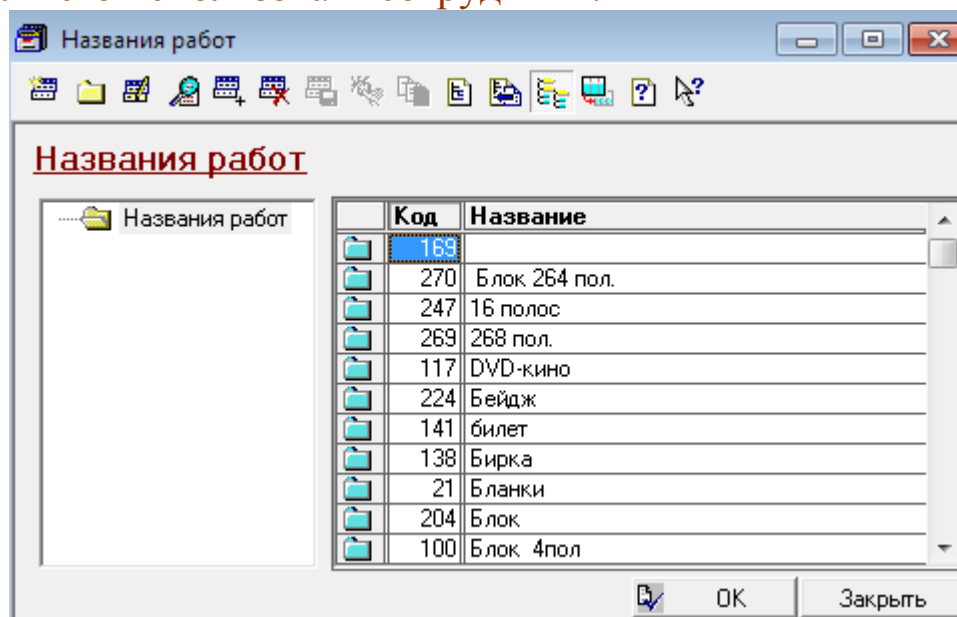 Названия работ
Названия работ
Названия работ
Код Название
169
270 Блок 264 пол.
247 16 полос
269 268 пол.
117 DVD-кино
224 Бейдж
141 билет
138 Бирка
21 Бланки
204 Блок
100 Блок 4пол
OK Закрыть